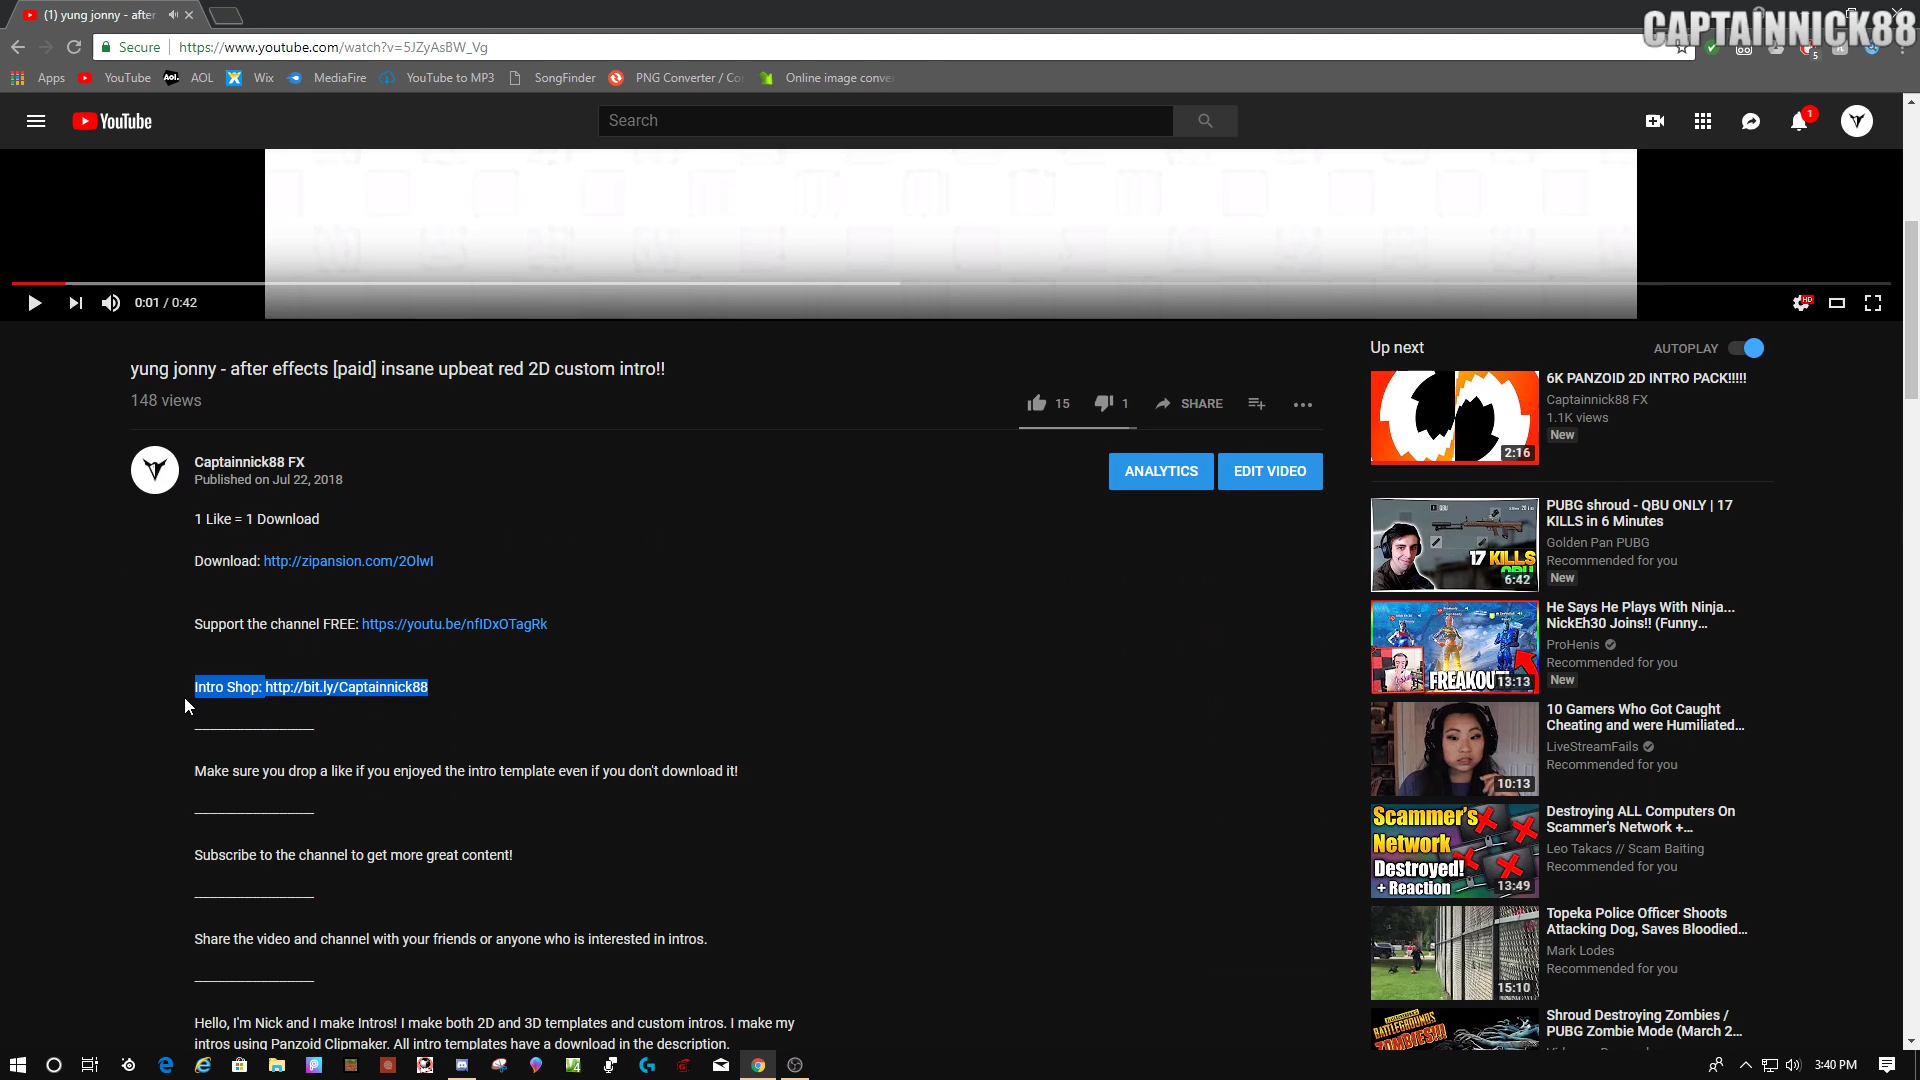 (1) yung jonny - after
CAPTAINNICK88
Secure
https://www.youtube.com/watch?v=5JZyAsBW_Vg
Apps
YouTube
Aol.
AOL
Wix
MediaFire
YouTube to MP3
SongFinder
PNG Converter / Co
Online image conve
YouTube
Search
1
0:01 / 0:42
HD
yung jonny - after effects [paid] insane upbeat red 2D custom intro!!
148 views
15
1
SHARE
Captainnick88 FX
Published on Jul 22, 2018
ANALYTICS
EDIT VIDEO
1 Like = 1 Download
Download: http://zipansion.com/2OlwI
Support the channel FREE: https://youtu.be/nfIDxOTagRk
Intro Shop: http://bit.ly/Captainnick88
Make sure you drop a like if you enjoyed the intro template even if you don't download it!
Subscribe to the channel to get more great content!
Share the video and channel with your friends or anyone who is interested in intros.
Hello, I'm Nick and I make Intros! I make both 2D and 3D templates and custom intros. I make my
intros using Panzoid Clipmaker. All intro templates have a download in the description.
Up next
AUTOPLAY
2:16
6K PANZOID 2D INTRO PACK!!!!!
Captainnick88 FX
1.1K views
New
17 KILLS
QBU
6:42
PUBG shroud - QBU ONLY | 17
KILLS in 6 Minutes
Golden Pan PUBG
Recommended for you
New
FREAKOUT
13:13
He Says He Plays With Ninja...
NickEh30 Joins!! (Funny...
ProHenis
Recommended for you
New
10:13
10 Gamers Who Got Caught
Cheating and were Humiliated...
LiveStreamFails
Recommended for you
Scammer's
Network
Destroyed!
+ Reaction
13:49
Destroying ALL Computers On
Scammer's Network +...
Leo Takacs // Scam Baiting
Recommended for you
15:10
Topeka Police Officer Shoots
Attacking Dog, Saves Bloodied...
Mark Lodes
Recommended for you
BATTLEGROUNDS
ZOMBIES!!!
Shroud Destroying Zombies /
PUBG Zombie Mode (March 2...
3:40 PM